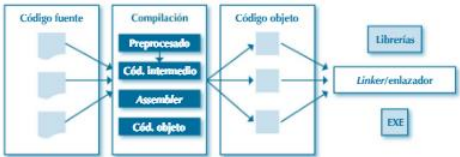 Código fuente
Compilación
Preprocesado
Cód. intermedio
Assembler
Cód. objeto
Código objeto
Librerías
Linker/enlazador
EXE